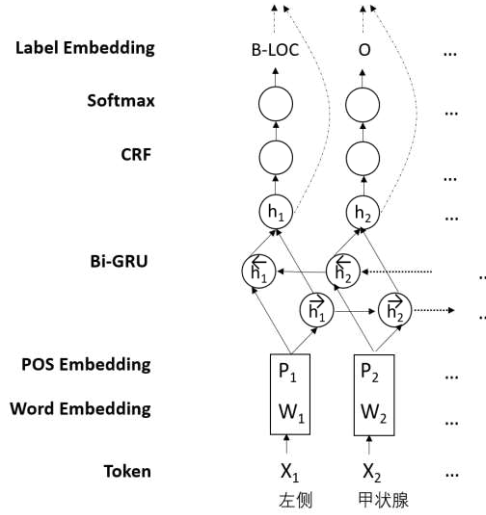 Label Embedding B-LOC O ...
Softmax ...
CRF ...
h₁ h₂ ...
Bi-GRU
←h₁ ←h₂ ..
→h₁ →h₂ ..
POS Embedding P₁ P₂ ...
Word Embedding W₁ W₂ ...
Token X₁ X₂ ...
左侧 甲状腺